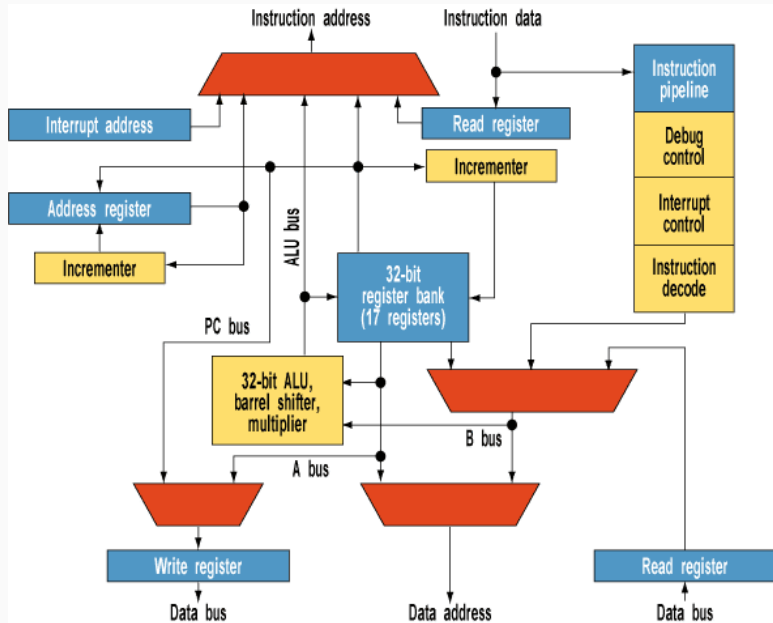 Instruction address
Instruction data
Instruction
pipeline
Interrupt address
Read register
Debug
control
Incrementer
Address register
Interrupt
control
ALU bus
Incrementer
32-bit
register bank
(17 registers)
Instruction
decode
PC bus
32-bit ALU,
barrel shifter,
multiplier
B bus
A bus
Write register
Read register
Data bus
Data address
Data bus